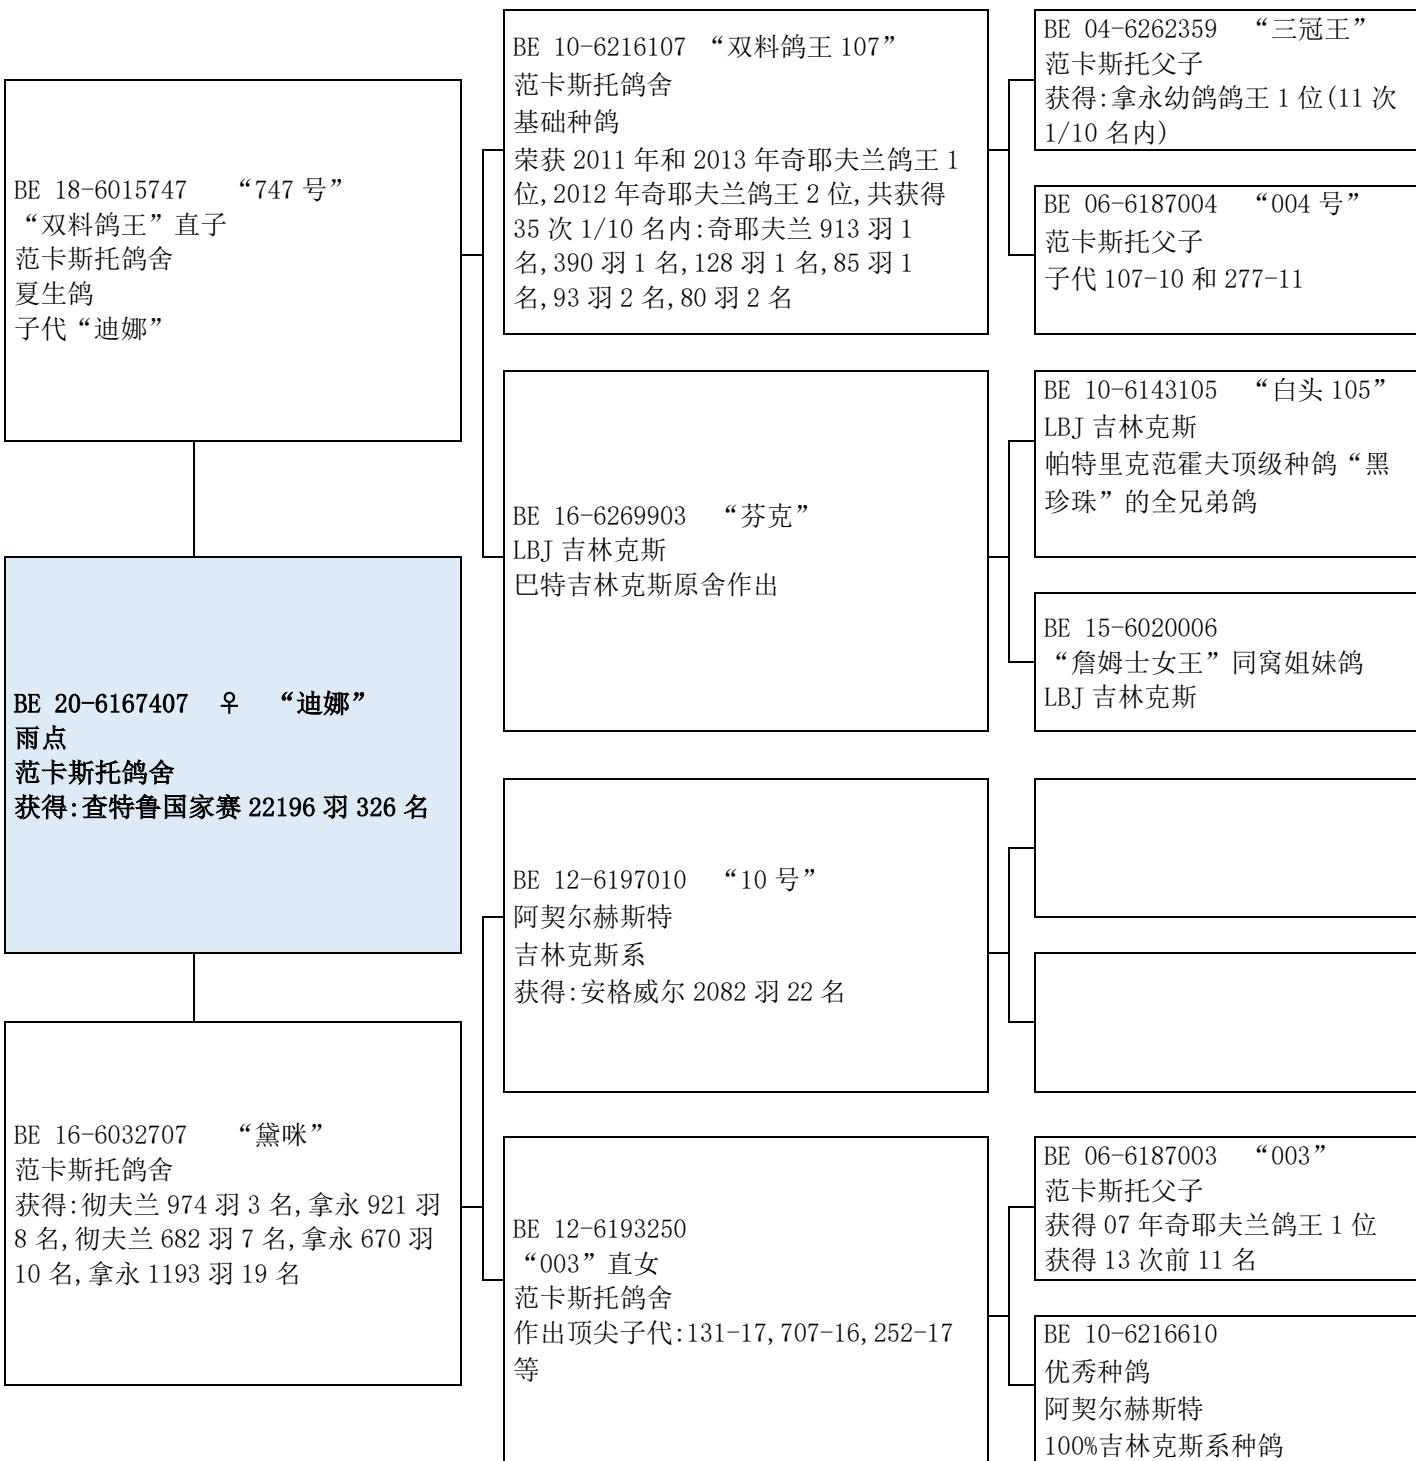 BE 18-6015747 “747 号”
“双料鸽王”直子
范卡斯托鸽舍
夏生鸽
子代“迪娜”
BE 20-6167407 ♀ “迪娜”
雨点
范卡斯托鸽舍
获得:查特鲁国家赛 22196 羽 326 名
BE 16-6032707 “黛咪”
范卡斯托鸽舍
获得:彻夫兰 974 羽 3 名,拿永 921 羽
8 名,彻夫兰 682 羽 7 名,拿永 670 羽
10 名,拿永 1193 羽 19 名
BE 10-6216107 “双料鸽王 107”
范卡斯托鸽舍
基础种鸽
荣获 2011 年和 2013 年奇耶夫兰鸽王 1
位,2012 年奇耶夫兰鸽王 2 位,共获得
35 次 1/10 名内:奇耶夫兰 913 羽 1
名,390 羽 1 名,128 羽 1 名,85 羽 1
名,93 羽 2 名,80 羽 2 名
BE 16-6269903 “芬克”
LBJ 吉林克斯
巴特吉林克斯原舍作出
BE 12-6197010 “10 号”
阿契尔赫斯特
吉林克斯系
获得:安格威尔 2082 羽 22 名
BE 12-6193250
“003”直女
范卡斯托鸽舍
作出顶尖子代:131-17,707-16,252-17
等
BE 04-6262359 “三冠王”
范卡斯托父子
获得:拿永幼鸽鸽王 1 位(11 次
1/10 名内)
BE 06-6187004 “004 号”
范卡斯托父子
子代 107-10 和 277-11
BE 10-6143105 “白头 105”
LBJ 吉林克斯
帕特里克范霍夫顶级种鸽“黑
珍珠”的全兄弟鸽
BE 15-6020006
“詹姆士女王”同窝姐妹鸽
LBJ 吉林克斯
BE 06-6187003 “003”
范卡斯托父子
获得 07 年奇耶夫兰鸽王 1 位
获得 13 次前 11 名
BE 10-6216610
优秀种鸽
阿契尔赫斯特
100%吉林克斯系种鸽